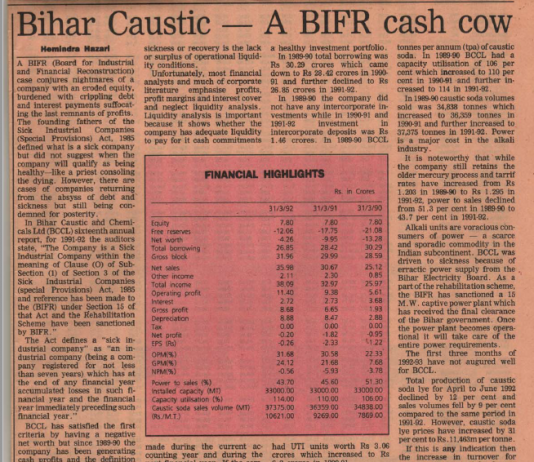 Bihar Caustic — A BIFR cash cow
Hemindra Hazari
A BIFR (Board for Industrial
and Financial Reconstruction)
case conjures nightmares of a
company with an eroded equity,
burdened with crippling debt
and interest payments suffocat-
ing the last remnants of profits.
The founding fathers of the
Sick Industrial Companies
(Special Provisions) Act, 1985
defined what is a sick company
but did not suggest when the
company will qualify as being
healthy—like a priest consoling
the dying. However, there are
cases of companies returning
from the abyss of debt and
sickness but still being con-
demned for posterity.
In Bihar Caustic and Chemi-
cals Ltd (BCCL) sixteenth annual
report, for 1991-92 the auditors
state, "The Company is a Sick
Industrial Company within the
meaning of Clause (O) of Sub-
Section (1) of Section 3 of the
Sick Industrial Companies
(special Provisions) Act, 1985
and reference has been made to
the (BIFR) under Section 15 of
that Act and the Rehabilitation
Scheme have been sanctioned
by BIFR."
The Act defines a "sick in-
dustrial company" as "an in-
dustrial company (being a com-
pany registered for not less
than seven years) which has at
the end of any financial year
accumulated losses in such fi-
nancial year and the financial
year immediately preceding such
financial year."
BCCL has satisfied the first
criteria by having a negative
net worth but since 1989-90 the
company has been generating
cash profits and the definition
sickness or recovery is the lack
or surplus of operational liquid-
ity conditions.
Unfortunately, most financial
analysts and much of corporate
literature emphasise profits,
profit margins and interest cover
and neglect liquidity analysis.
Liquidity analysis is important
because it shows whether the
company has adequate liquidity
to pay for it cash commitments
a healthy investment portfolio.
In 1989-90 total borrowing was
Rs 30.29 crores which came
down to Rs 28.42 crores in 1990-
91 and further declined to Rs
26.85 crores in 1991-92.
In 1989-90 the company did
not have any intercorporate in-
vestments while in 1990-91 and
1991-92 investment in
intercorporate deposits was Rs
1.46 crores. In 1989-90 BCCL
FINANCIAL HIGHLIGHTS
Rs. in Crores
31/3/92 31/3/91 31/3/90
Equity 7.80 7.80 7.80
Free reserves -12.06 -17.75 -21.08
Net worth -4.26 -9.95 -13.28
Total borrowing 26.85 28.42 30.29
Gross block 31.96 29.90 28.59
Net sales 35.98 30.67 25.12
Other income 2.11 2.30 0.85
Total income 38.09 32.97 25.97
Operating profit 11.40 9.38 5.61
Interest 2.72 2.73 3.68
Gross profit 8.68 6.65 1.93
Depreciation 8.88 8.47 2.88
Tax 0.00 0.00 0.00
Net profit -0.20 -1.82 -0.95
EPS (Rs) -0.26 -2.33 -1.22
OPM(%) 31.68 30.58 22.33
GPM(%) 24.12 21.68 7.68
NPM(%) -0.56 -5.93 -3.78
Power to sales (%) 43.70 45.60 51.30
Installed capacity (MT) 33000.00 33000.00 33000.00
Capacity utilisation (%) 114.00 110.00 106.00
Caustic soda sales volume (MT) 37375.00 36359.00 34838.00
(Rs./M.T.) 10621.00 9269.00 7869.00
made during the current ac-
counting year and during the
had UTI units worth Rs 3.06
crores which increased to Rs
tonnes per annum (tpa) of caustic
soda. In 1989-90 BCCL had a
capacity utilisation of 106 per
cent which increased to 110 per
cent in 1990-91 and further in-
creased to 114 in 1991-92.
In 1989-90 caustic soda volumes
sold was 34,838 tonnes which
increased to 36,359 tonnes in
1990-91 and further increased to
37,375 tonnes in 1991-92. Power
is a major cost in the alkali
industry.
It is noteworthy that while
the company still retains the
older mercury process and tarrif
rates have increased from Rs
1.203 in 1989-90 to Rs 1.295 in
1991-92, power to sales declined
from 51.3 per cent in 1989-90 to
43.7 per cent in 1991-92.
Alkali units are voracious con-
sumers of power — a scarce
and sporadic commodity in the
Indian subcontinent. BCCL was
driven to sickness because of
erractic power supply from the
Bihar Electricity Board. As a
part of the rehabilitation scheme,
the BIFR has sanctioned a 10
M.W. captive power plant which
has received the final clearance
of the Bihar government. Once
the power plant becomes opera-
tional it will take care of the
entire power requirements.
The first three months of
1992-93 have not augured well
for BCCL.
Total production of caustic
soda lye for April to June 1992
declined by 12 per cent and
sales volumes fell by 9 per cent
compared to the same period in
1991-92. However, caustic soda
lye prices have increased by 31
per cent to Rs.11,463m per tonne.
If this is any indication then
the increase in turnover for